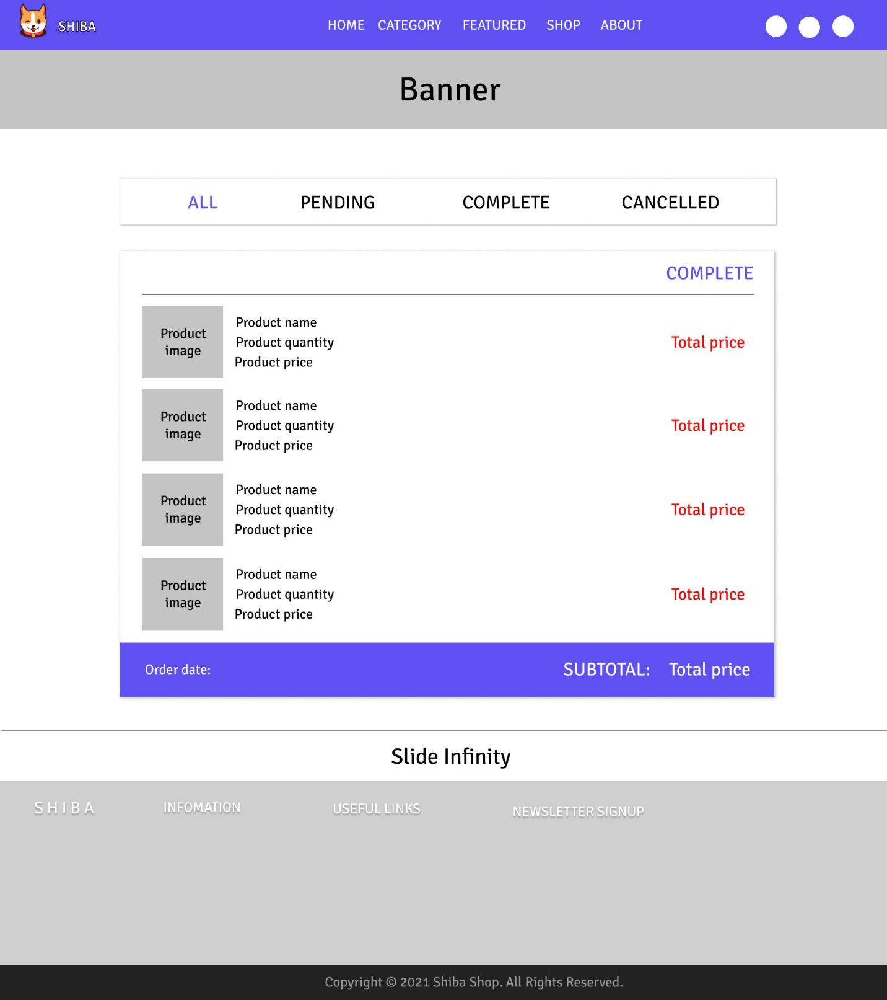 SHIBA
HOME CATEGORY FEATURED SHOP ABOUT
Banner
ALL PENDING COMPLETE CANCELLED
COMPLETE
Product
image
Product name
Product quantity
Product price
Total price
Product
image
Product name
Product quantity
Product price
Total price
Product
image
Product name
Product quantity
Product price
Total price
Product
image
Product name
Product quantity
Product price
Total price
Order date:
SUBTOTAL: Total price
Slide Infinity
S H I B A
INFOMATION
USEFUL LINKS
NEWSLETTER SIGNUP
Copyright © 2021 Shiba Shop. All Rights Reserved.